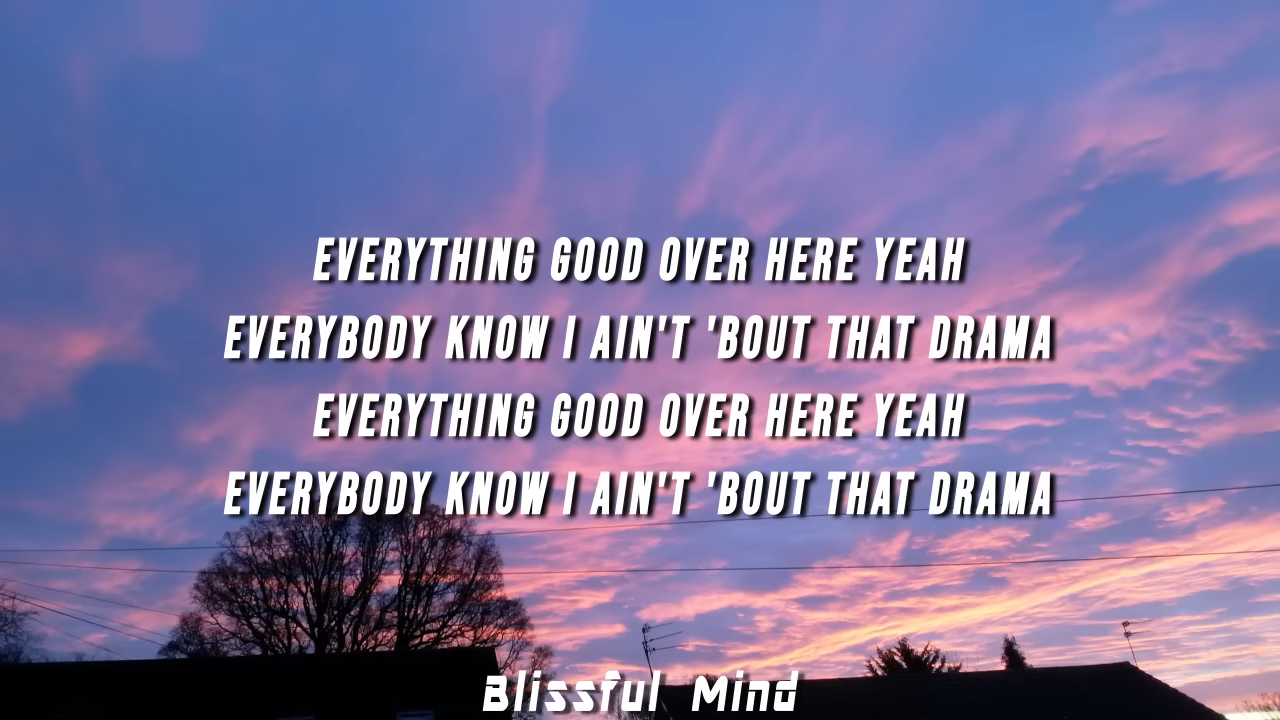 EVERYTHING GOOD OVER HERE YEAH
EVERYBODY KNOW I AIN'T 'BOUT THAT DRAMA
EVERYTHING GOOD OVER HERE YEAH
EVERYBODY KNOW I AIN'T 'BOUT THAT DRAMA
Blissful Mind